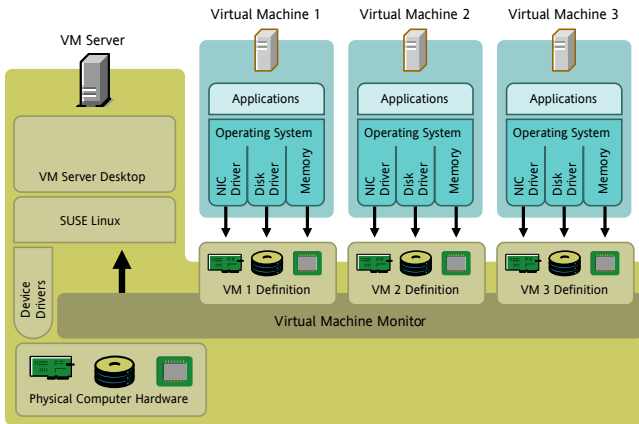 Virtual Machine 1
Virtual Machine 2
Virtual Machine 3
VM Server
Applications
Applications
Applications
Operating System
Operating System
Operating System
NIC
Driver
Disk
Driver
Memory
NIC
Driver
Disk
Driver
Memory
NIC
Driver
Disk
Driver
Memory
VM Server Desktop
SUSE Linux
Device
Drivers
VM 1 Definition
VM 2 Definition
VM 3 Definition
Virtual Machine Monitor
Physical Computer Hardware